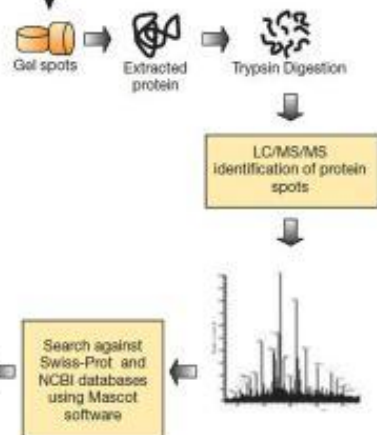 Gel spots
Extracted
protein
Trypsin Digestion
LC/MS/MS
identification of protein
spots
Search against
Swiss-Prot and
NCBI databases
using Mascot
software